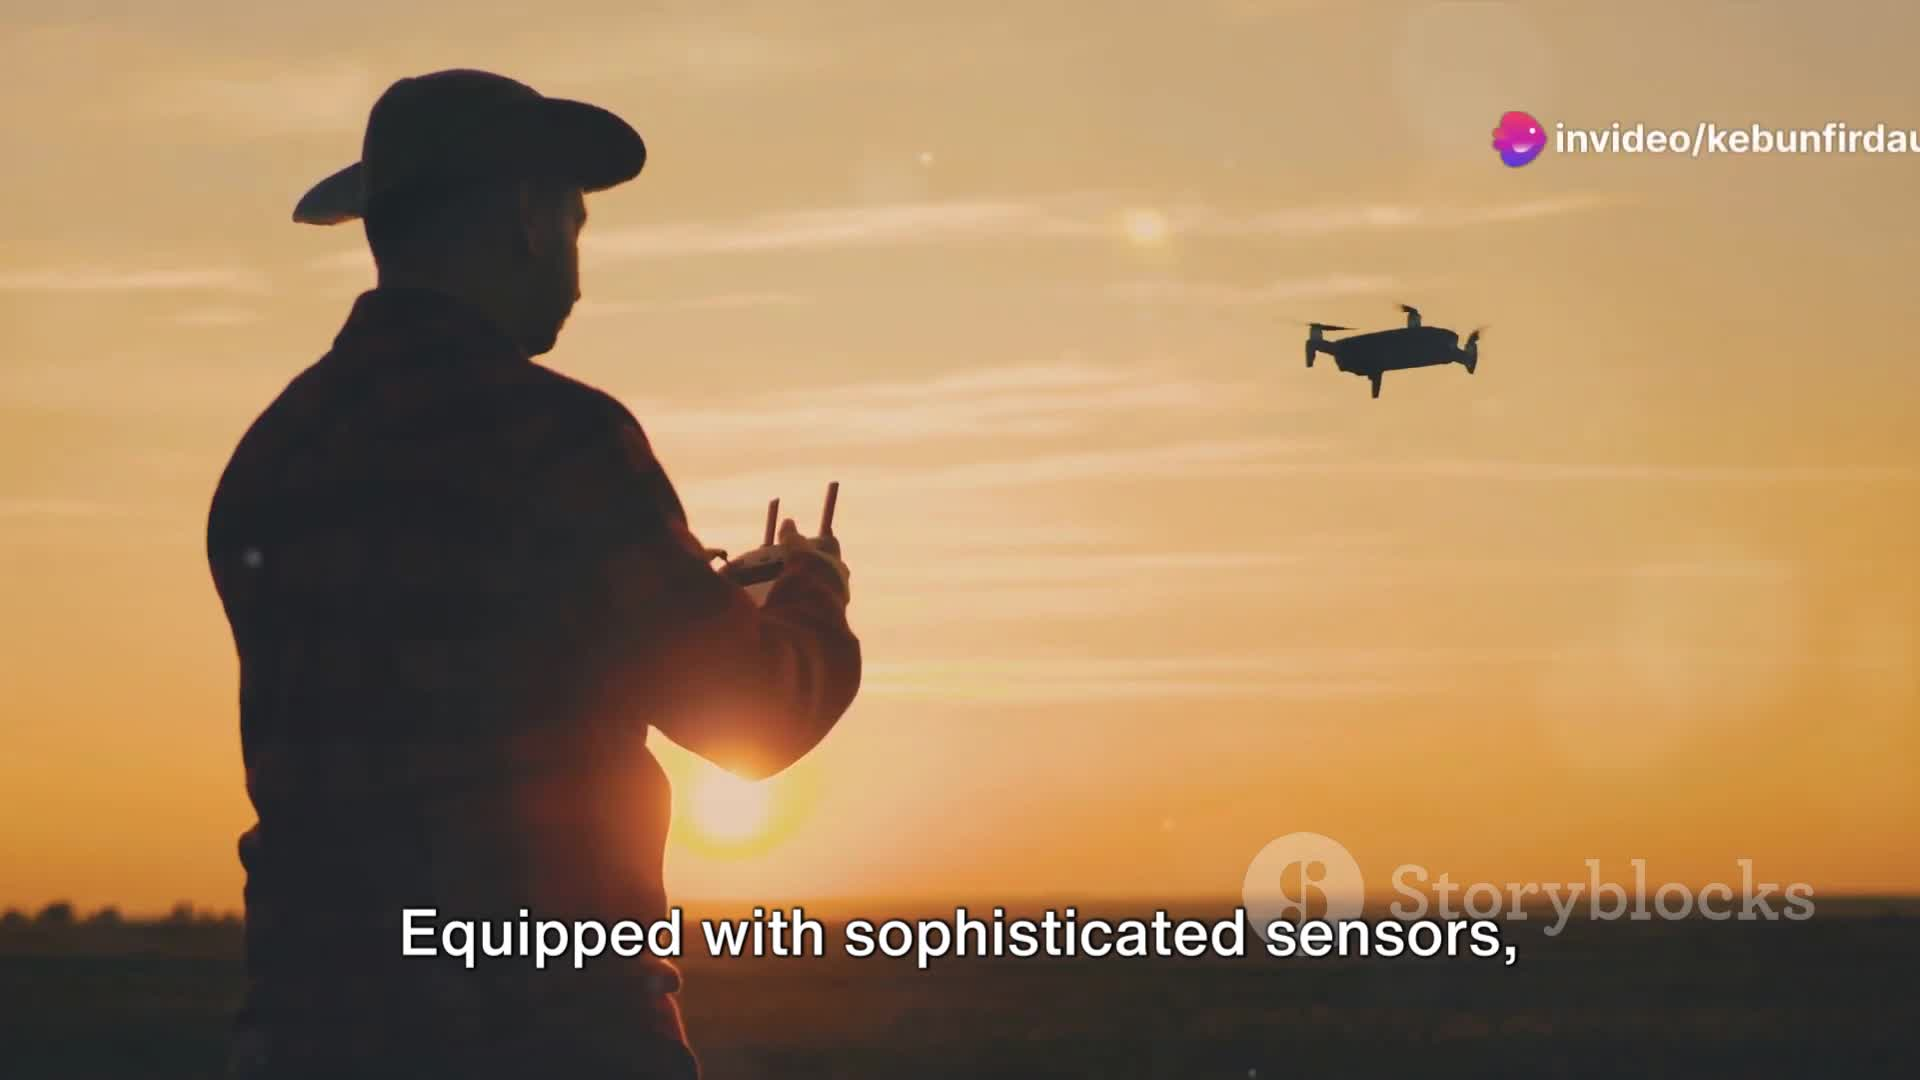 invideo/kebunfirdau
Storyblocks
Equipped with sophisticated sensors,